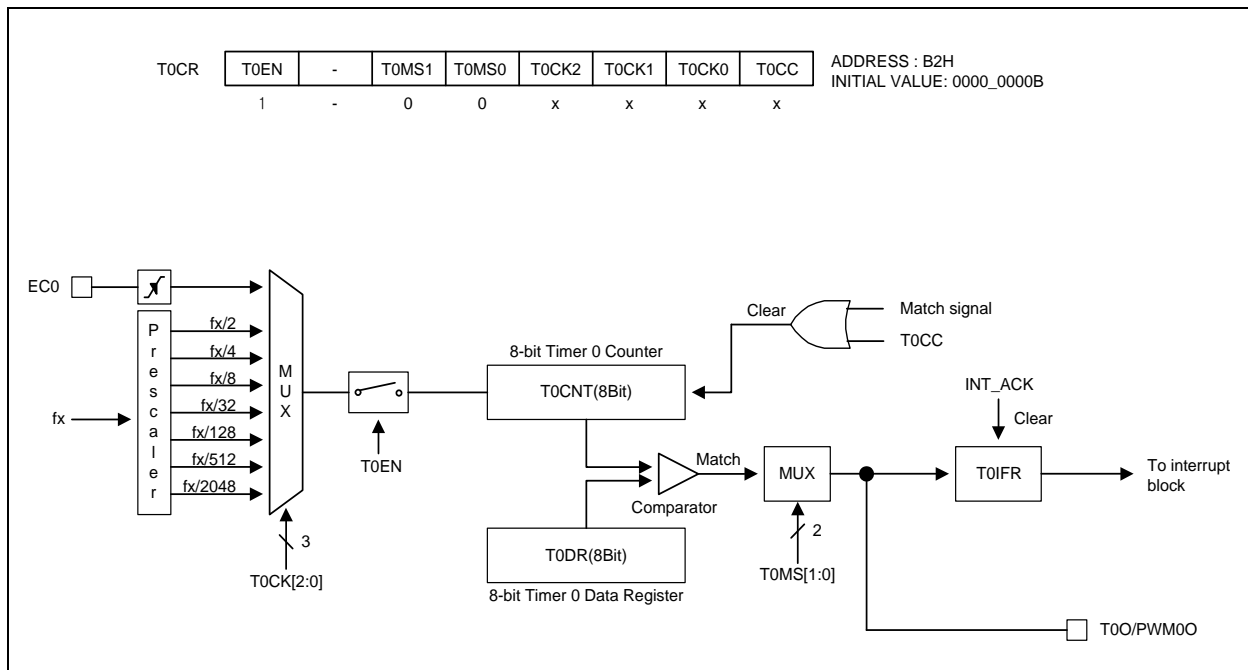 T0CR T0EN - T0MS1 T0MS0 T0CK2 T0CK1 T0CK0 T0CC ADDRESS : B2H
INITIAL VALUE: 0000_0000B
1 - 0 0 x x x x
EC0
Prescaler
fx/2
fx/4
fx/8
fx/32
fx/128
fx/512
fx/2048
fx
MUX
3
T0CK[2:0]
T0EN
8-bit Timer 0 Counter
T0CNT(8Bit)
Clear
Match signal
T0CC
Comparator
Match
T0DR(8Bit)
8-bit Timer 0 Data Register
MUX
2
T0MS[1:0]
INT_ACK
Clear
T0IFR
To interrupt
block
T0O/PWM0O